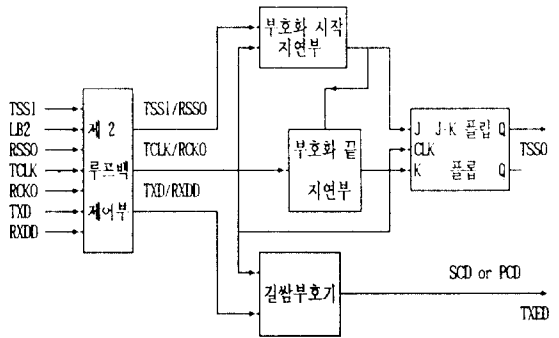 부호화 시작
지연부
TSSI
LB2
RSSO
TCLK
RCKO
TXD
RXDD
제 2
루프백
제어부
TSSI/RSSO
TCLK/RCKO
TXD/RXDD
부호화 끝
지연부
J J-K 플립 Q
CLK
K 플롭 Q
TSSO
길쌈부호기
SCD or PCD
TXED